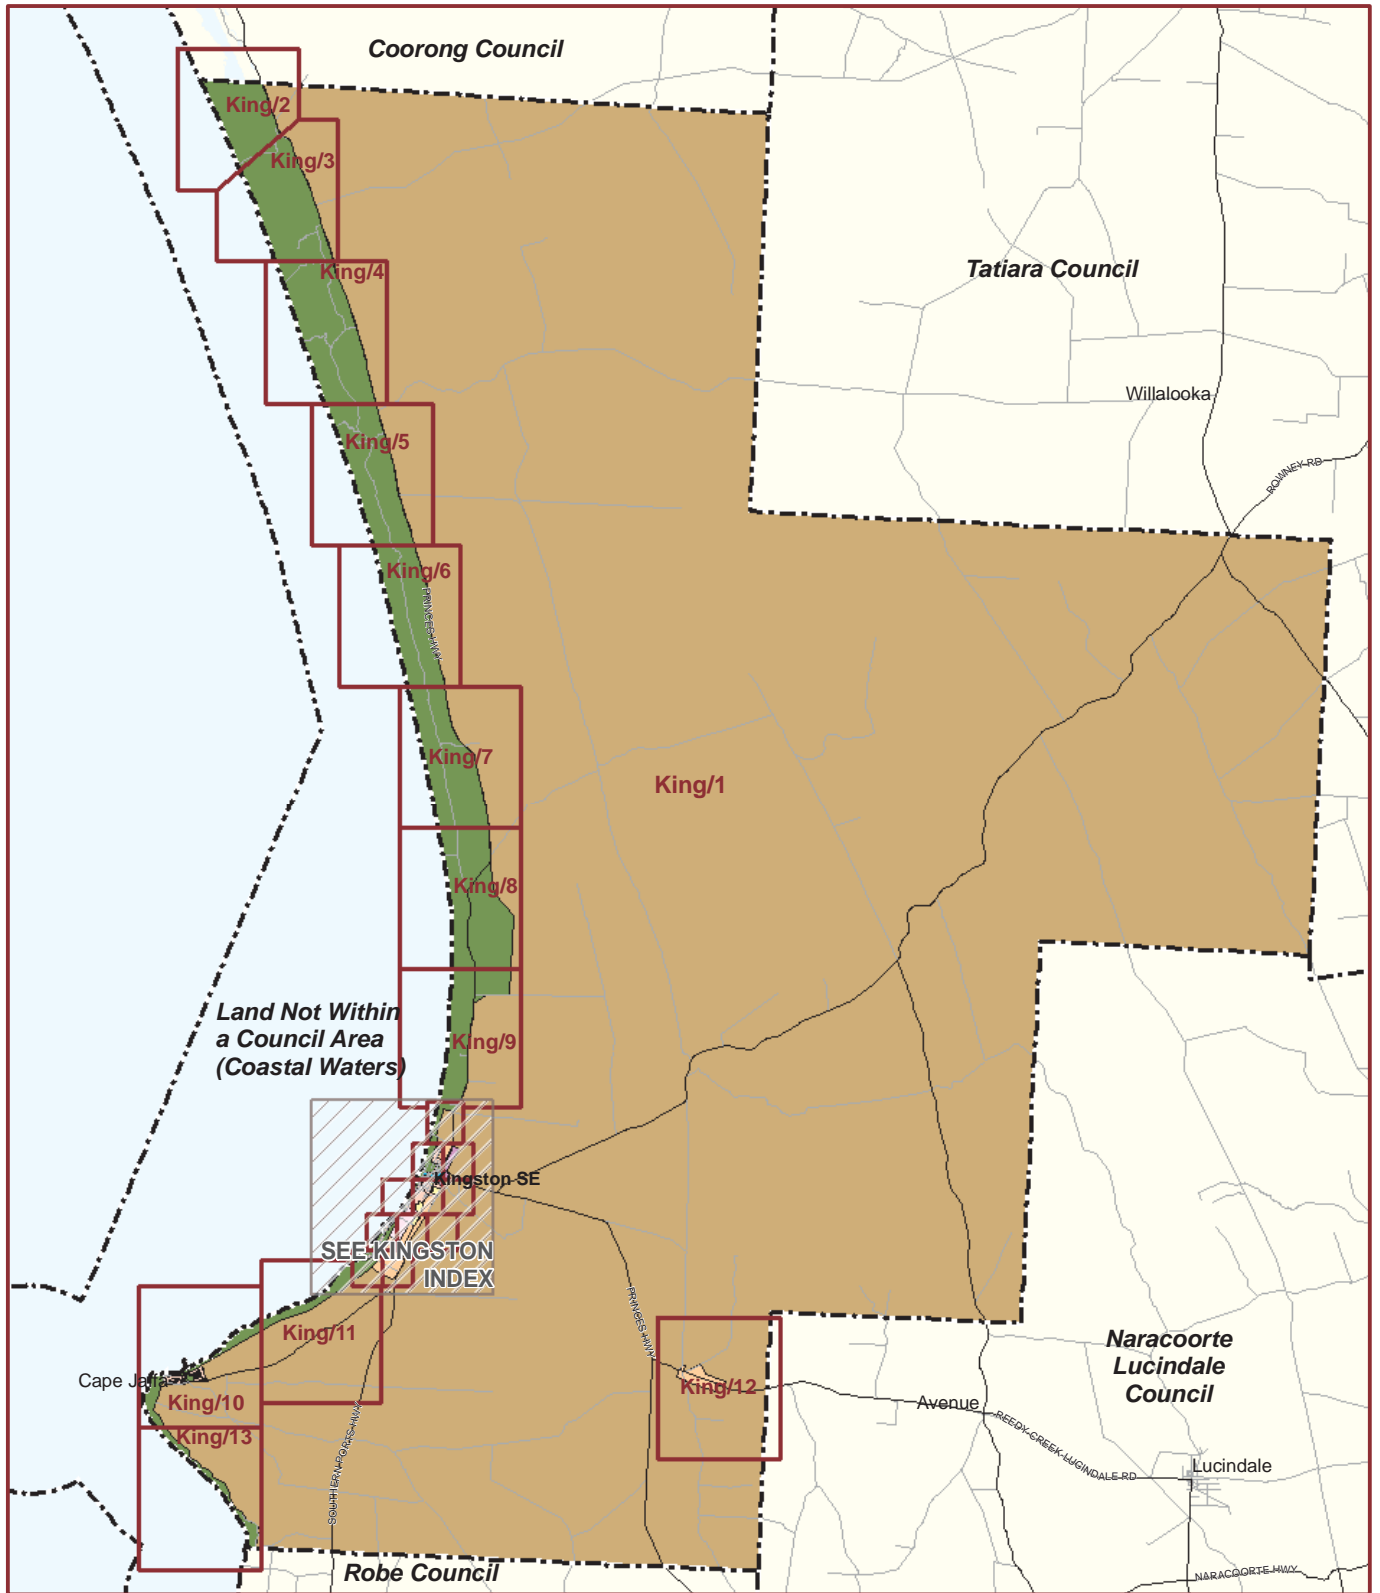 Coorong Council
King/2
King/3
King/4
Tatiara Council
Willalooka
King/5
ROWNEY RD
King/6
PRINCES HWY
King/7
King/1
King/8
Land Not Within
a Council Area
(Coastal Waters)
King/9
Kingston SE
SEE KINGSTON
INDEX
King/11
PRINCES HWY
Naracoorte
Lucindale
Council
Cape Jaffa
King/10
King/12
Avenue
King/13
SOUTHERN PORTS HWY
REEDY CREEK-LUCINDALE RD
Lucindale
Robe Council
NARACOORTE HWY